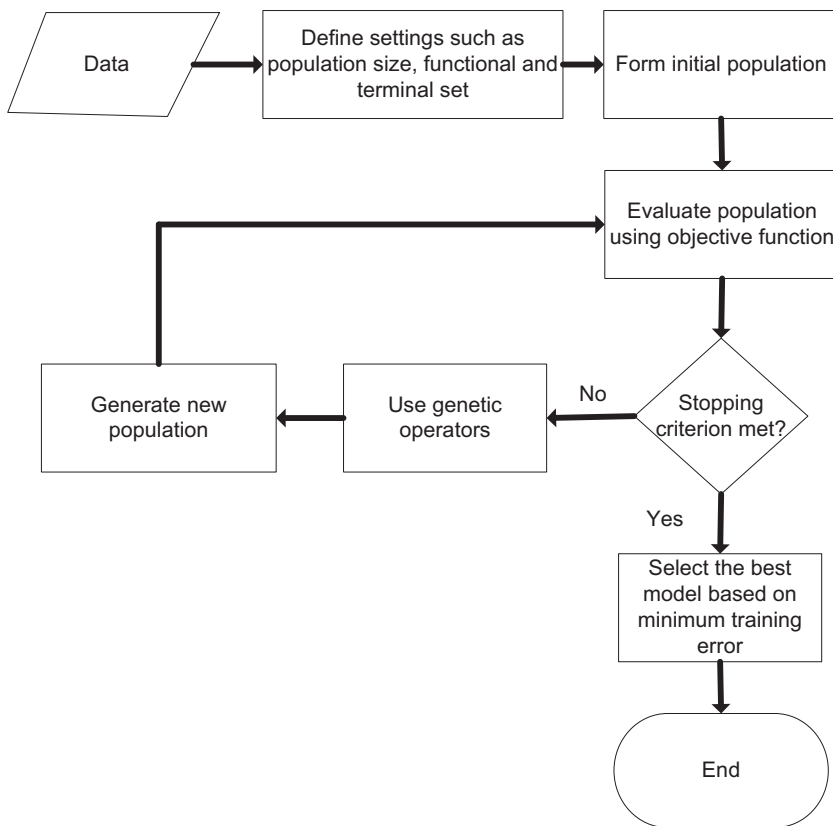 Data
Define settings such as
population size, functional and
terminal set
Form initial population
Evaluate population
using objective function
Stopping
criterion met?
No
Use genetic
operators
Generate new
population
Yes
Select the best
model based on
minimum training
error
End